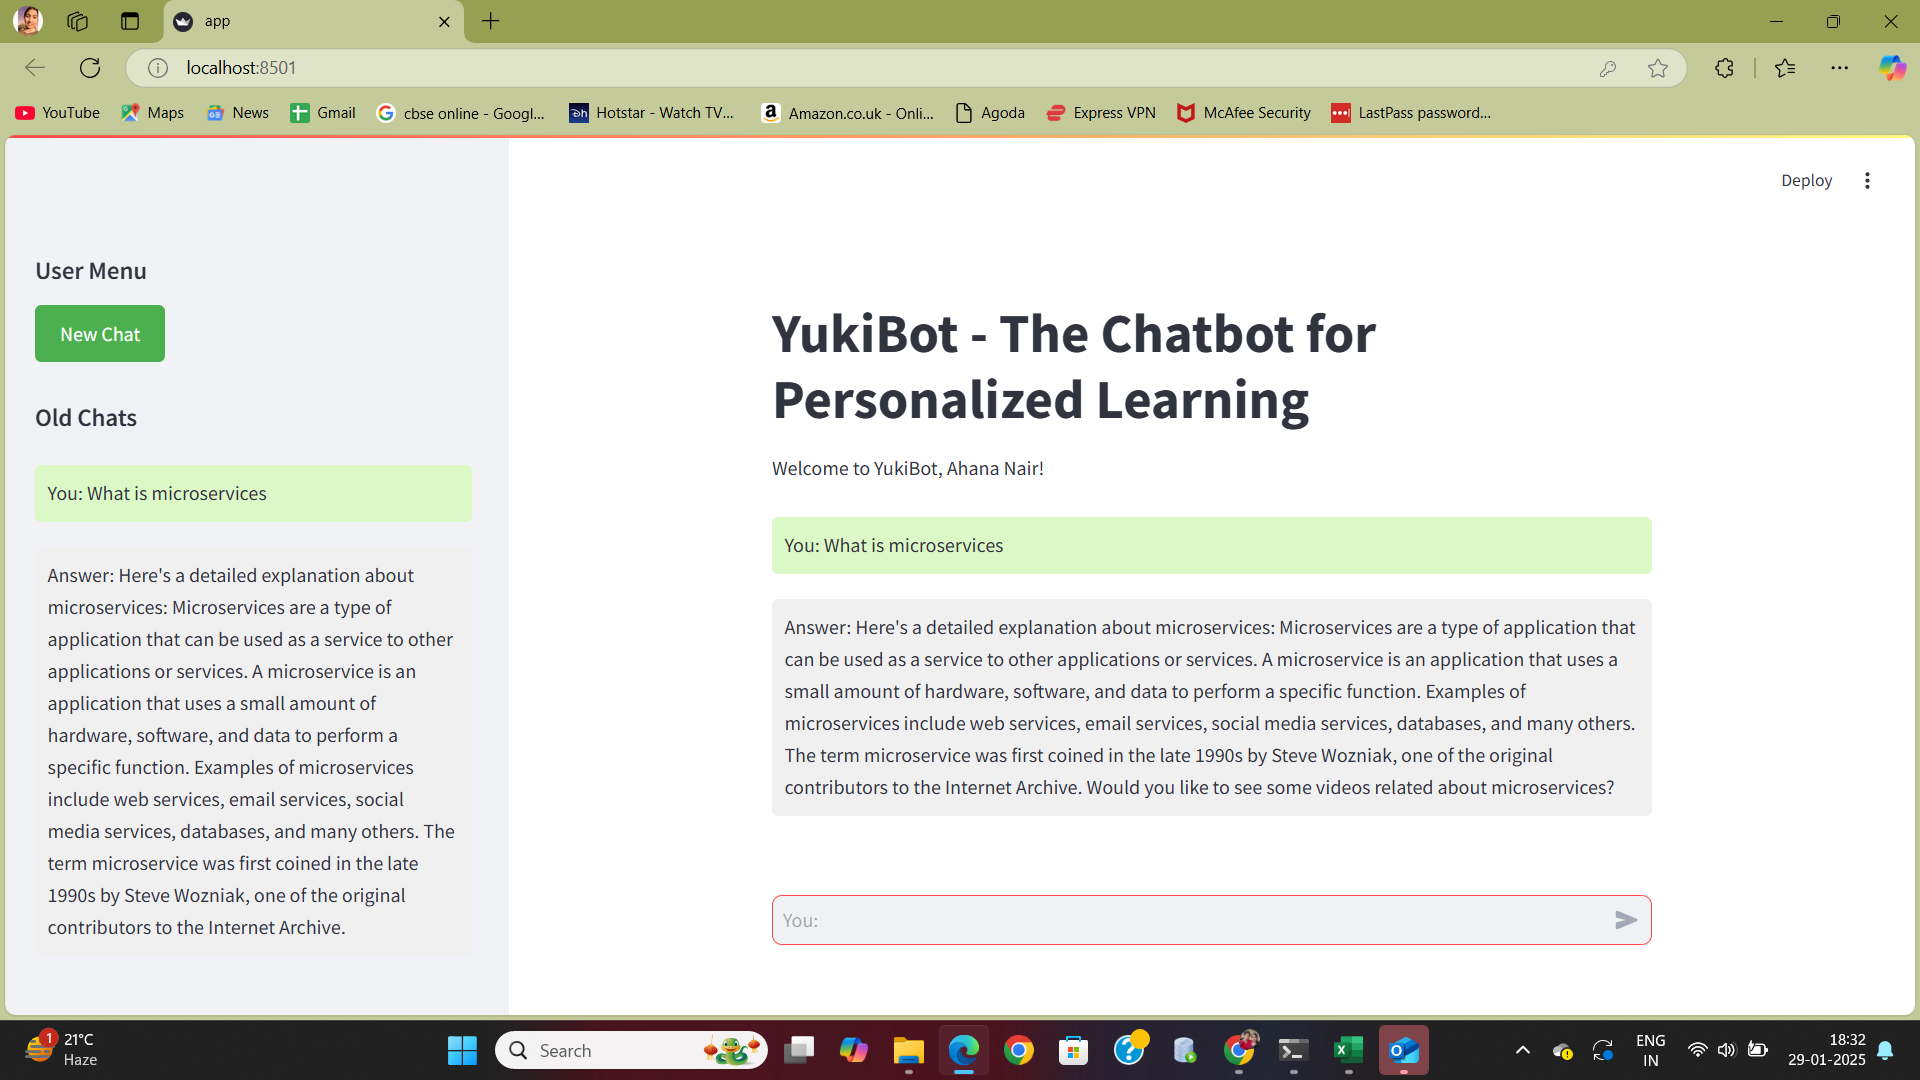 app
localhost:8501
YouTube
Maps
News
Gmail
cbse online - Googl...
Hotstar - Watch TV...
Amazon.co.uk - Onli...
Agoda
Express VPN
McAfee Security
LastPass password...
Deploy
User Menu
New Chat
Old Chats
You: What is microservices
Answer: Here's a detailed explanation about
microservices: Microservices are a type of
application that can be used as a service to other
applications or services. A microservice is an
application that uses a small amount of
hardware, software, and data to perform a
specific function. Examples of microservices
include web services, email services, social
media services, databases, and many others. The
term microservice was first coined in the late
1990s by Steve Wozniak, one of the original
contributors to the Internet Archive.
YukiBot - The Chatbot for
Personalized Learning
Welcome to YukiBot, Ahana Nair!
You: What is microservices
Answer: Here's a detailed explanation about microservices: Microservices are a type of application that
can be used as a service to other applications or services. A microservice is an application that uses a
small amount of hardware, software, and data to perform a specific function. Examples of
microservices include web services, email services, social media services, databases, and many others.
The term microservice was first coined in the late 1990s by Steve Wozniak, one of the original
contributors to the Internet Archive. Would you like to see some videos related about microservices?
You:
1
21°C
Haze
Search
ENG
IN
18:32
29-01-2025